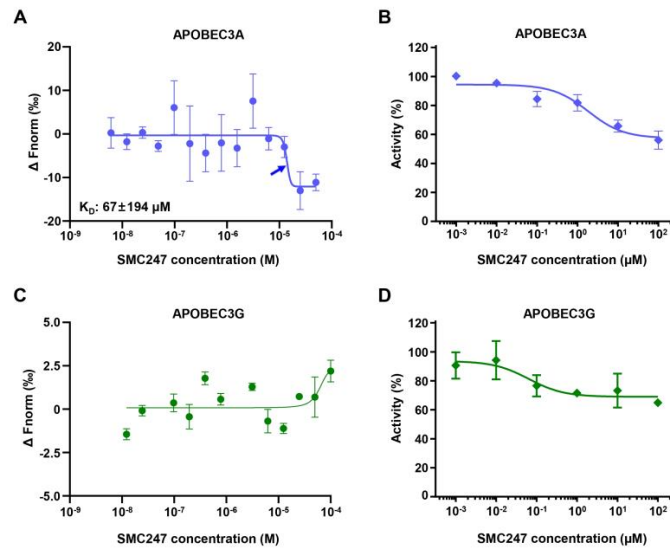 A
APOBEC3A
20
10
0
-10
-20
Δ Fnorm (‰)
K_D: 67±194 μM
10⁻⁹
10⁻⁸
10⁻⁷
10⁻⁶
10⁻⁵
10⁻⁴
SMC247 concentration (M)
B
APOBEC3A
120
100
80
60
40
20
0
Activity (%)
10⁻³
10⁻²
10⁻¹
10⁰
10¹
10²
SMC247 concentration (μM)
C
APOBEC3G
5.0
2.5
0
-2.5
-5.0
Δ Fnorm (‰)
10⁻⁹
10⁻⁸
10⁻⁷
10⁻⁶
10⁻⁵
10⁻⁴
SMC247 concentration (M)
D
APOBEC3G
120
100
80
60
40
20
0
Activity (%)
10⁻³
10⁻²
10⁻¹
10⁰
10¹
10²
SMC247 concentration (μM)